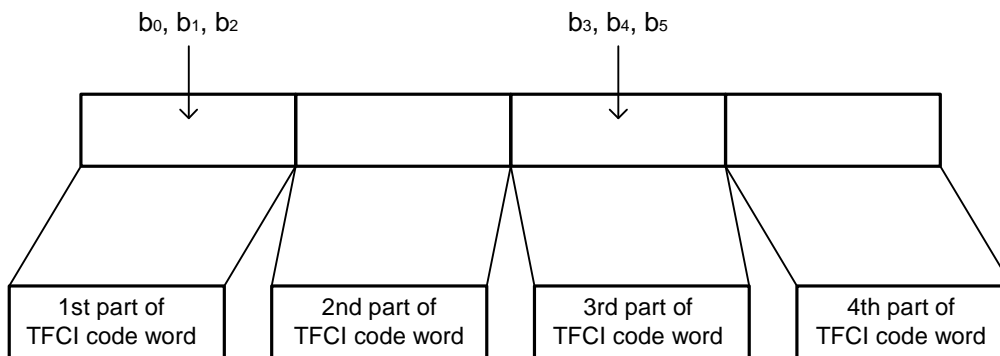 b0, b1, b2
b3, b4, b5
1st part of
TFCI code word
2nd part of
TFCI code word
3rd part of
TFCI code word
4th part of
TFCI code word